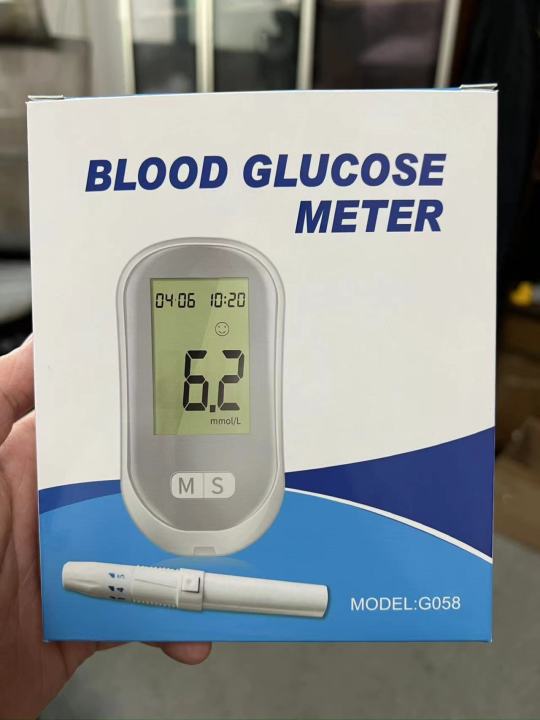 BLOOD GLUCOSE
METER
04-06 10:20
6.2
mmol/L
M S
MODEL:G058